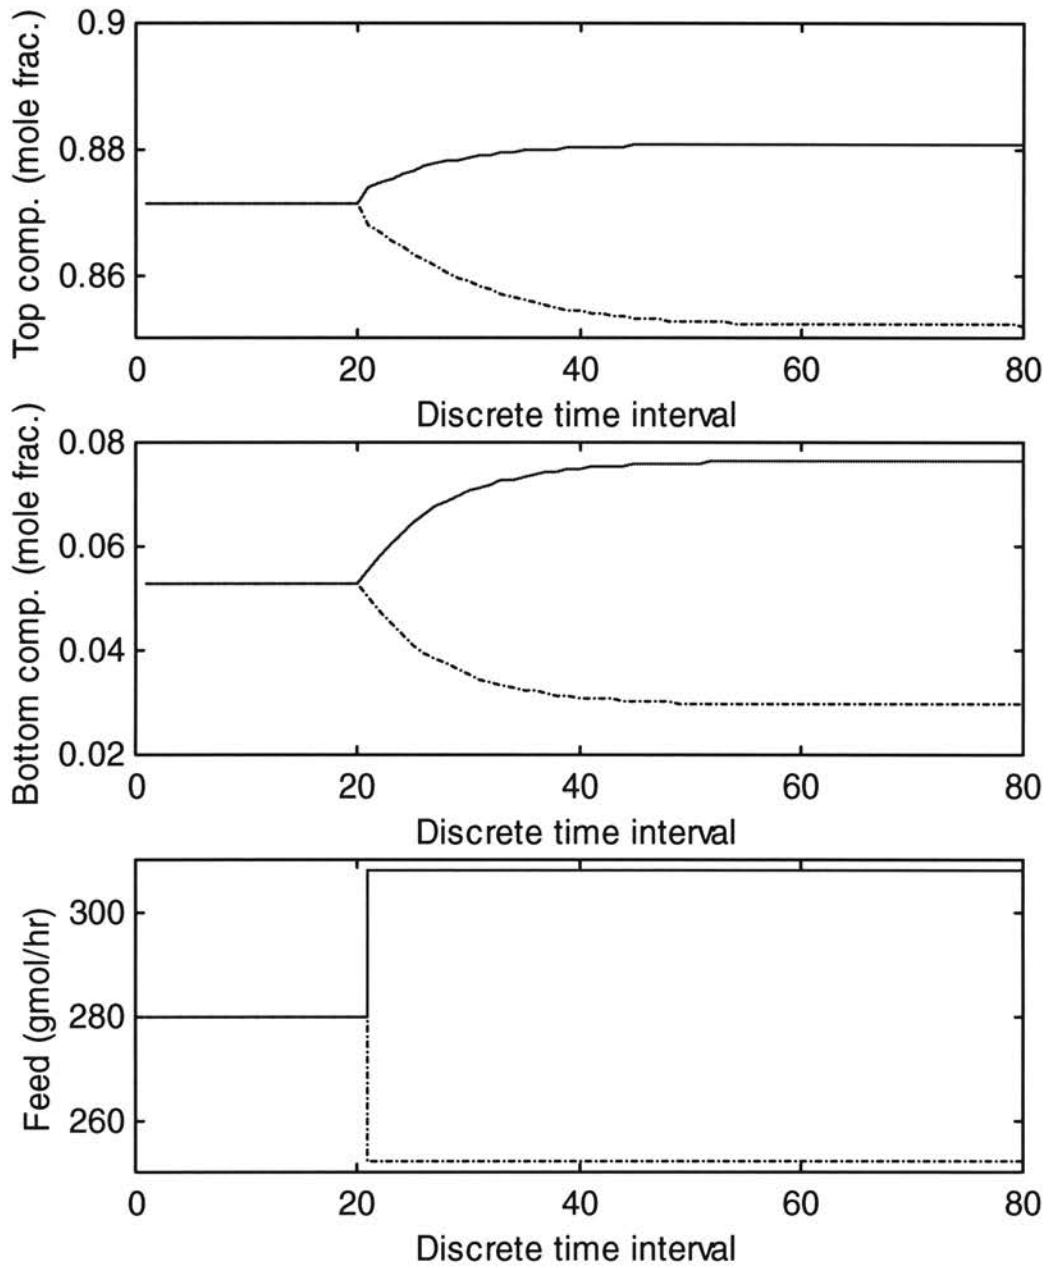 Top comp. (mole frac.)
0.9
0.88
0.86
0 20 40 60 80
Discrete time interval
Bottom comp. (mole frac.)
0.08
0.06
0.04
0.02
0 20 40 60 80
Discrete time interval
Feed (gmol/hr)
300
280
260
0 20 40 60 80
Discrete time interval